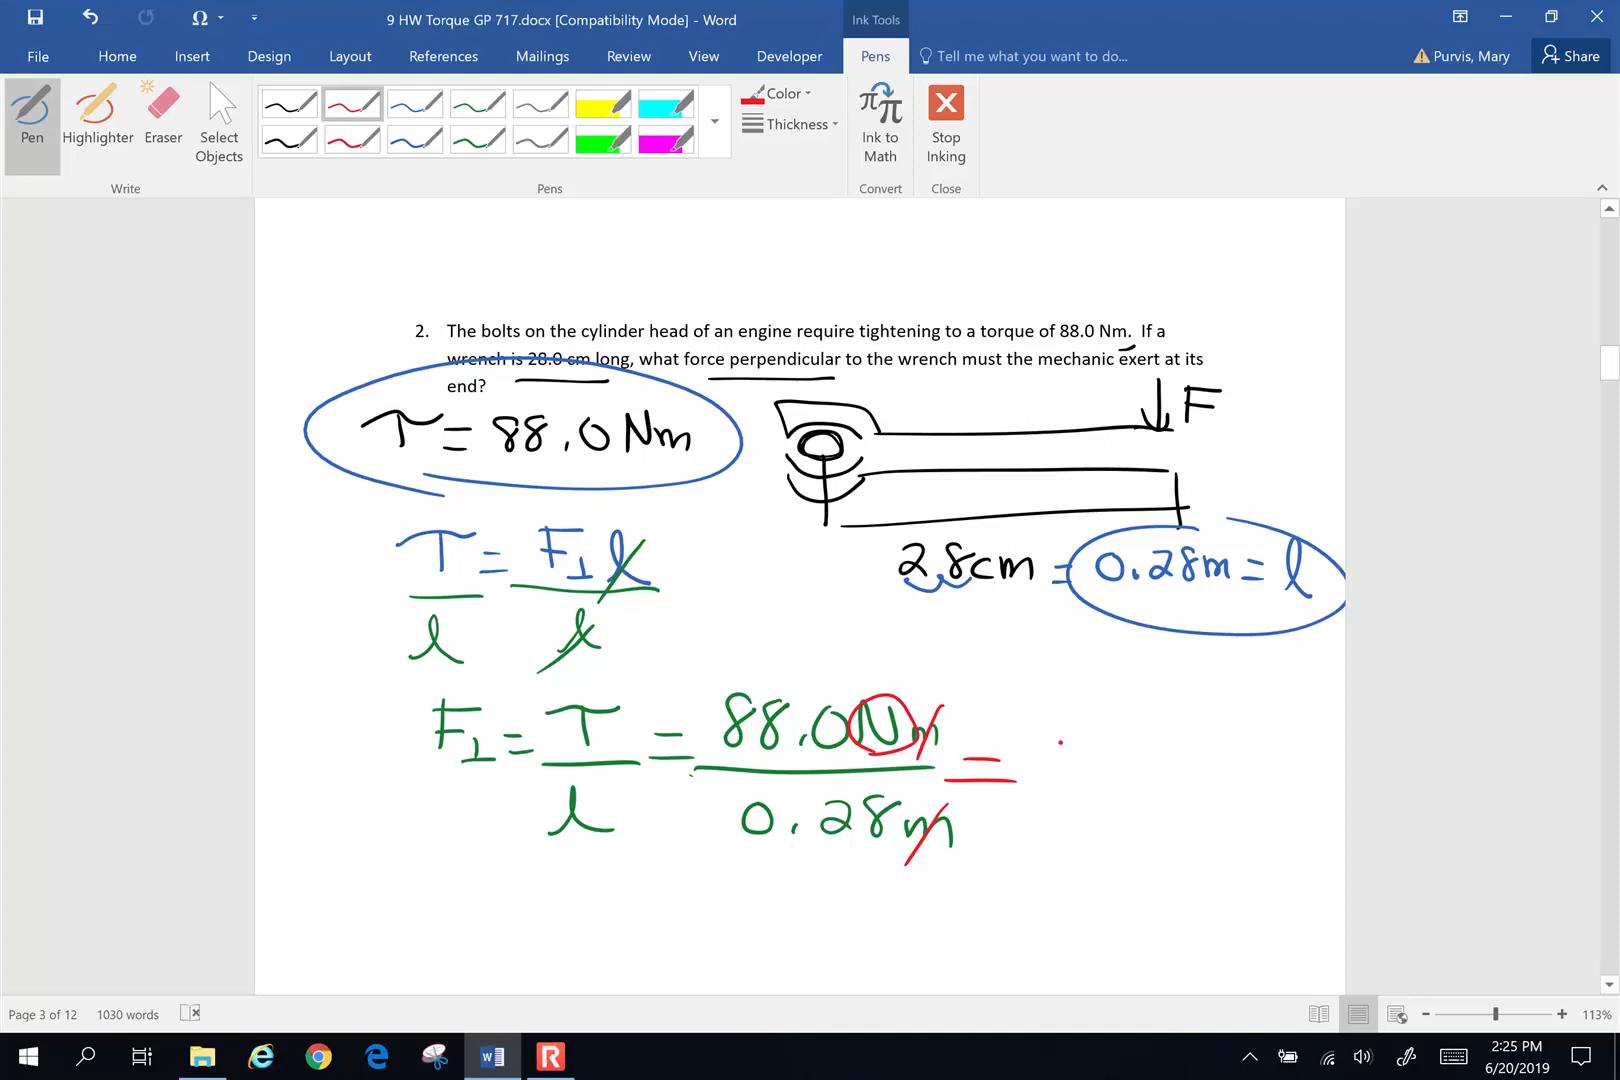 9 HW Torque GP 717.docx [Compatibility Mode] - Word
Ink Tools
File Home Insert Design Layout References Mailings Review View Developer Pens Tell me what you want to do... Purvis, Mary Share
Pen Highlighter Eraser Select Objects
Color
Thickness
Ink to Math
Stop Inking
Write Pens Convert Close
2. The bolts on the cylinder head of an engine require tightening to a torque of 88.0 Nm. If a
wrench is 28.0 cm long, what force perpendicular to the wrench must the mechanic exert at its
end?
F
τ = 88.0 Nm
τ/l = F⊥ l/l
28cm = 0.28m = l
F⊥ = τ/l = 88.0 Nm/0.28m =
Page 3 of 12 1030 words 113%
2:25 PM
6/20/2019